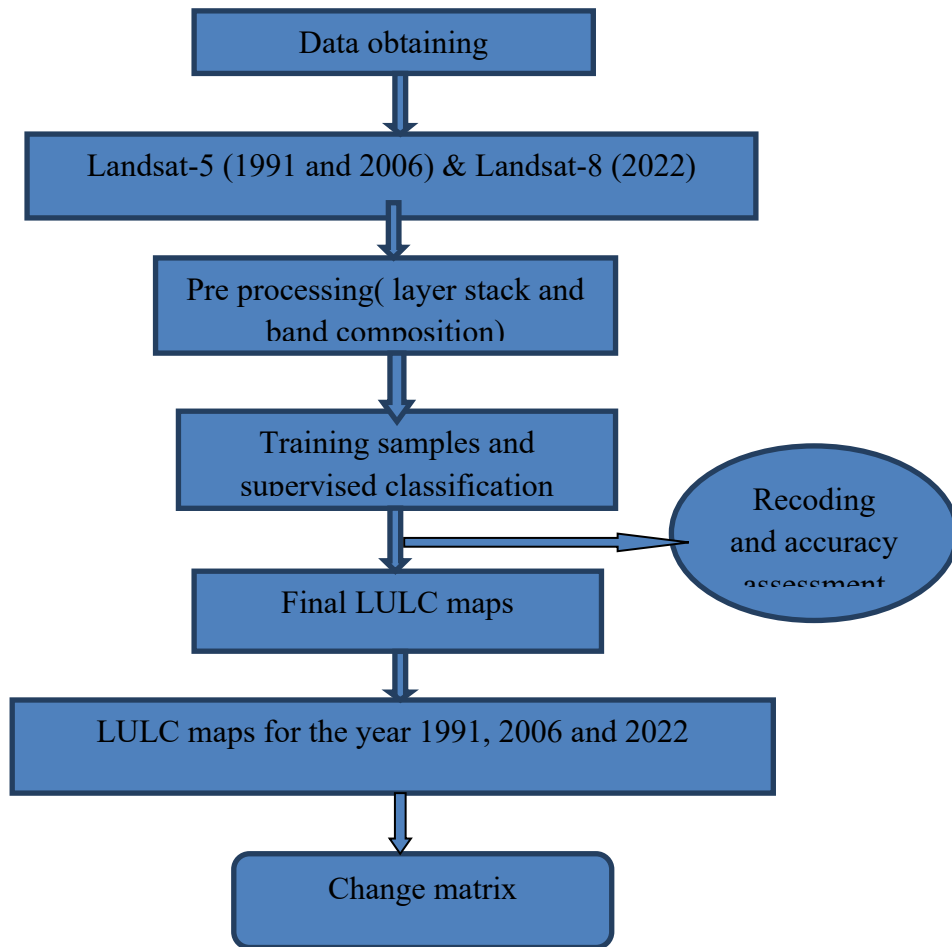 Data obtaining
Landsat-5 (1991 and 2006) & Landsat-8 (2022)
Pre processing( layer stack and
band composition)
Training samples and
supervised classification
Recoding
and accuracy
assessment
Final LULC maps
LULC maps for the year 1991, 2006 and 2022
Change matrix